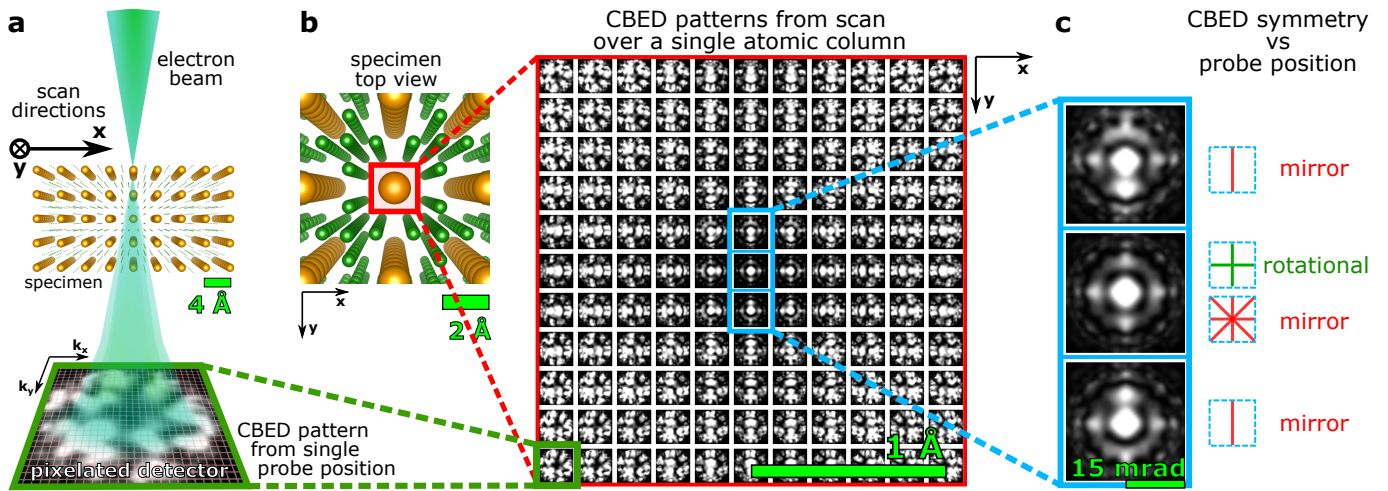 a
electron
beam
scan
directions
x
y
specimen
4 Å
kx
ky
pixelated detector
CBED pattern
from single
probe position
b
specimen
top view
x
y
2 Å
CBED patterns from scan
over a single atomic column
x
y
1 Å
c
CBED symmetry
vs
probe position
mirror
rotational
mirror
mirror
15 mrad